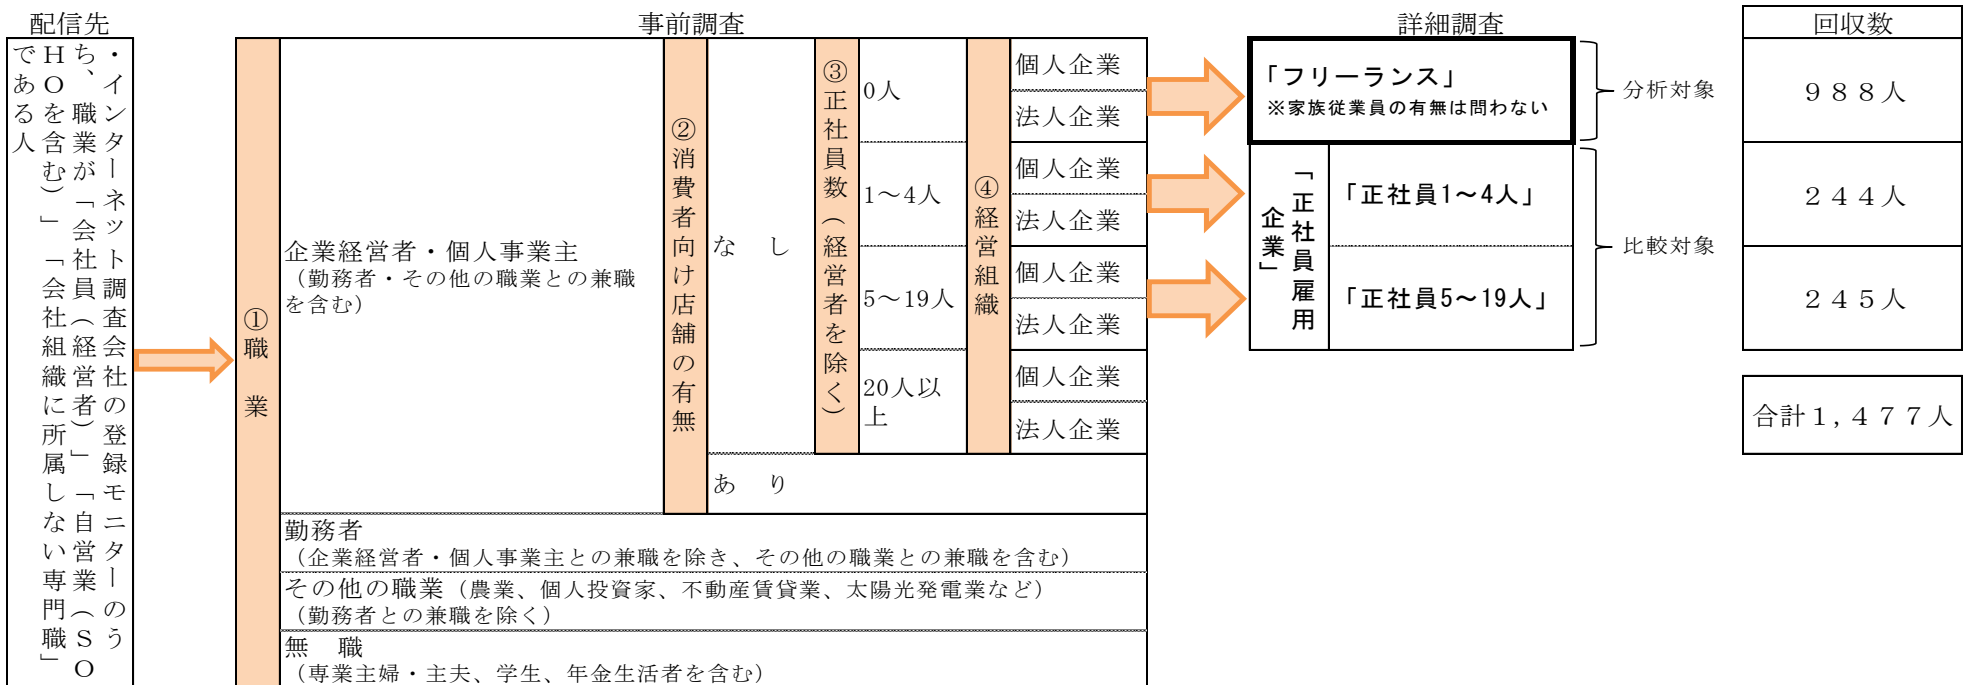 配信先
・インターネット調査会社の登録モニターのう
ち、職業が「会社員（経営者）」「自営業（SO
HOを含む）」「会社組織に所属しない専門職」
である人
事前調査
①職　業
企業経営者・個人事業主
（勤務者・その他の職業との兼職
を含む）
②消費者向け店舗の有無
な　し
③正社員数（経営者を除く）
0人
1～4人
5～19人
20人以
上
④経営組織
個人企業
法人企業
個人企業
法人企業
個人企業
法人企業
個人企業
法人企業
あ　り
勤務者
（企業経営者・個人事業主との兼職を除き、その他の職業との兼職を含む）
その他の職業（農業、個人投資家、不動産賃貸業、太陽光発電業など）
（勤務者との兼職を除く）
無　職
（専業主婦・主夫、学生、年金生活者を含む）
詳細調査
「フリーランス」
※家族従業員の有無は問わない
分析対象
「正社員雇用
企業」
「正社員1～4人」
「正社員5～19人」
比較対象
回収数
９８８人
２４４人
２４５人
合計１,４７７人